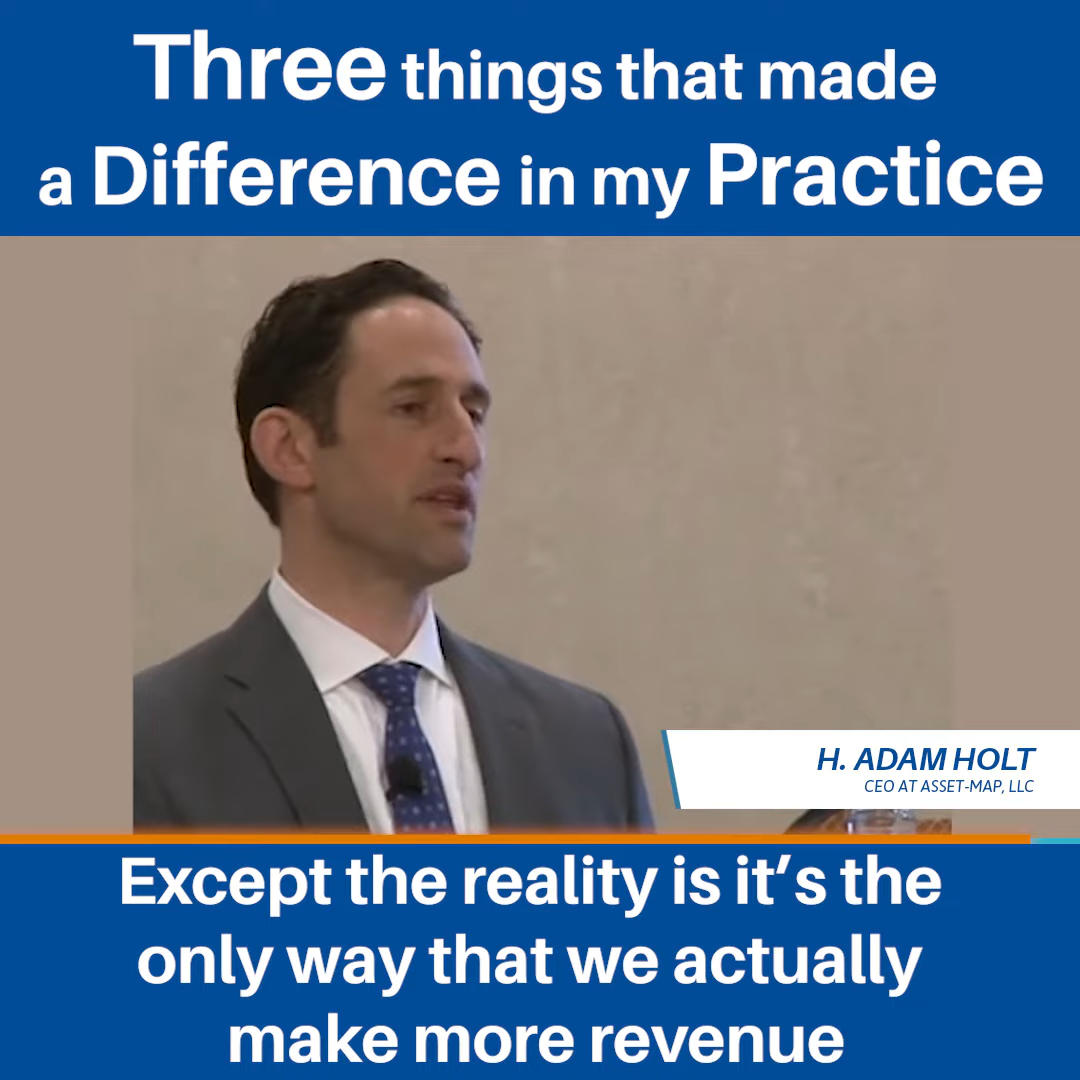 Three things that made
a Difference in my Practice
H. ADAM HOLT
CEO AT ASSET-MAP, LLC
Except the reality is it’s the
only way that we actually
make more revenue